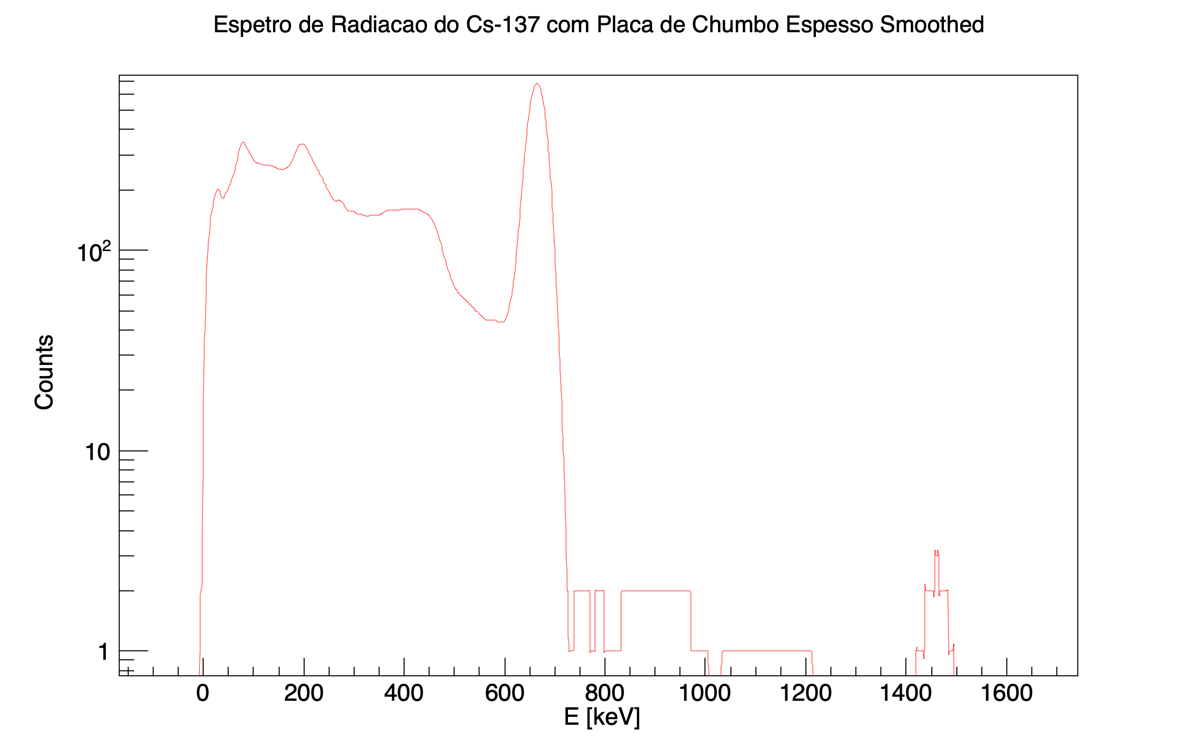 Espetro de Radiacao do Cs-137 com Placa de Chumbo Espesso Smoothed
Counts
10²
10
1
0 200 400 600 800 1000 1200 1400 1600
E [keV]